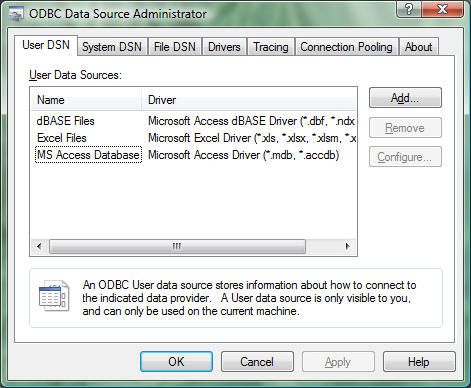 ODBC Data Source Administrator
User DSN System DSN File DSN Drivers Tracing Connection Pooling About
User Data Sources:
Name Driver
dBASE Files Microsoft Access dBASE Driver (*.dbf, *.ndx
Excel Files Microsoft Excel Driver (*.xls, *.xlsx, *.xlsm, *.x
MS Access Database Microsoft Access Driver (*.mdb, *.accdb)
Add...
Remove
Configure...
An ODBC User data source stores information about how to connect to
the indicated data provider. A User data source is only visible to you,
and can only be used on the current machine.
OK Cancel Apply Help